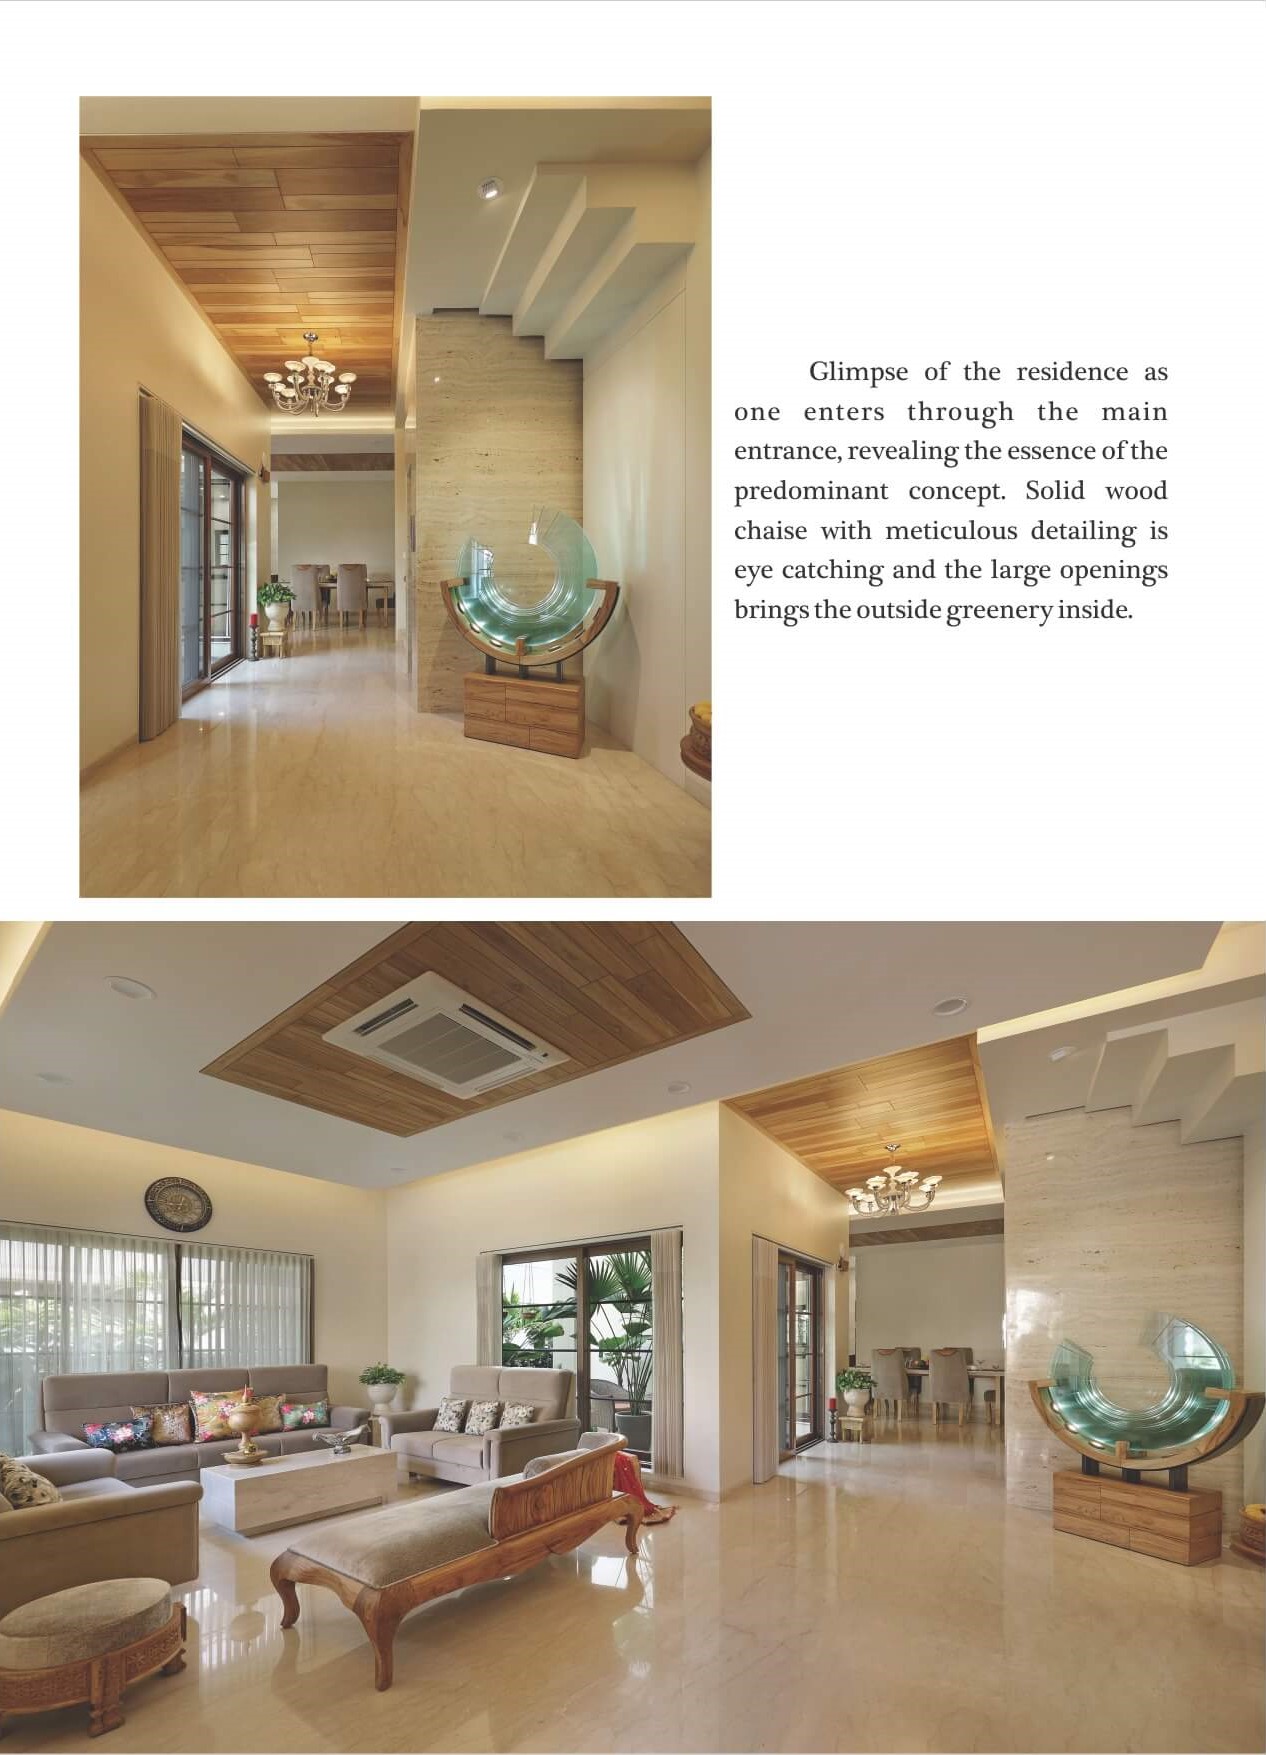 Glimpse of the residence as
one enters through the main
entrance, revealing the essence of the
predominant concept. Solid wood
chaise with meticulous detailing is
eye catching and the large openings
brings the outside greenery inside.